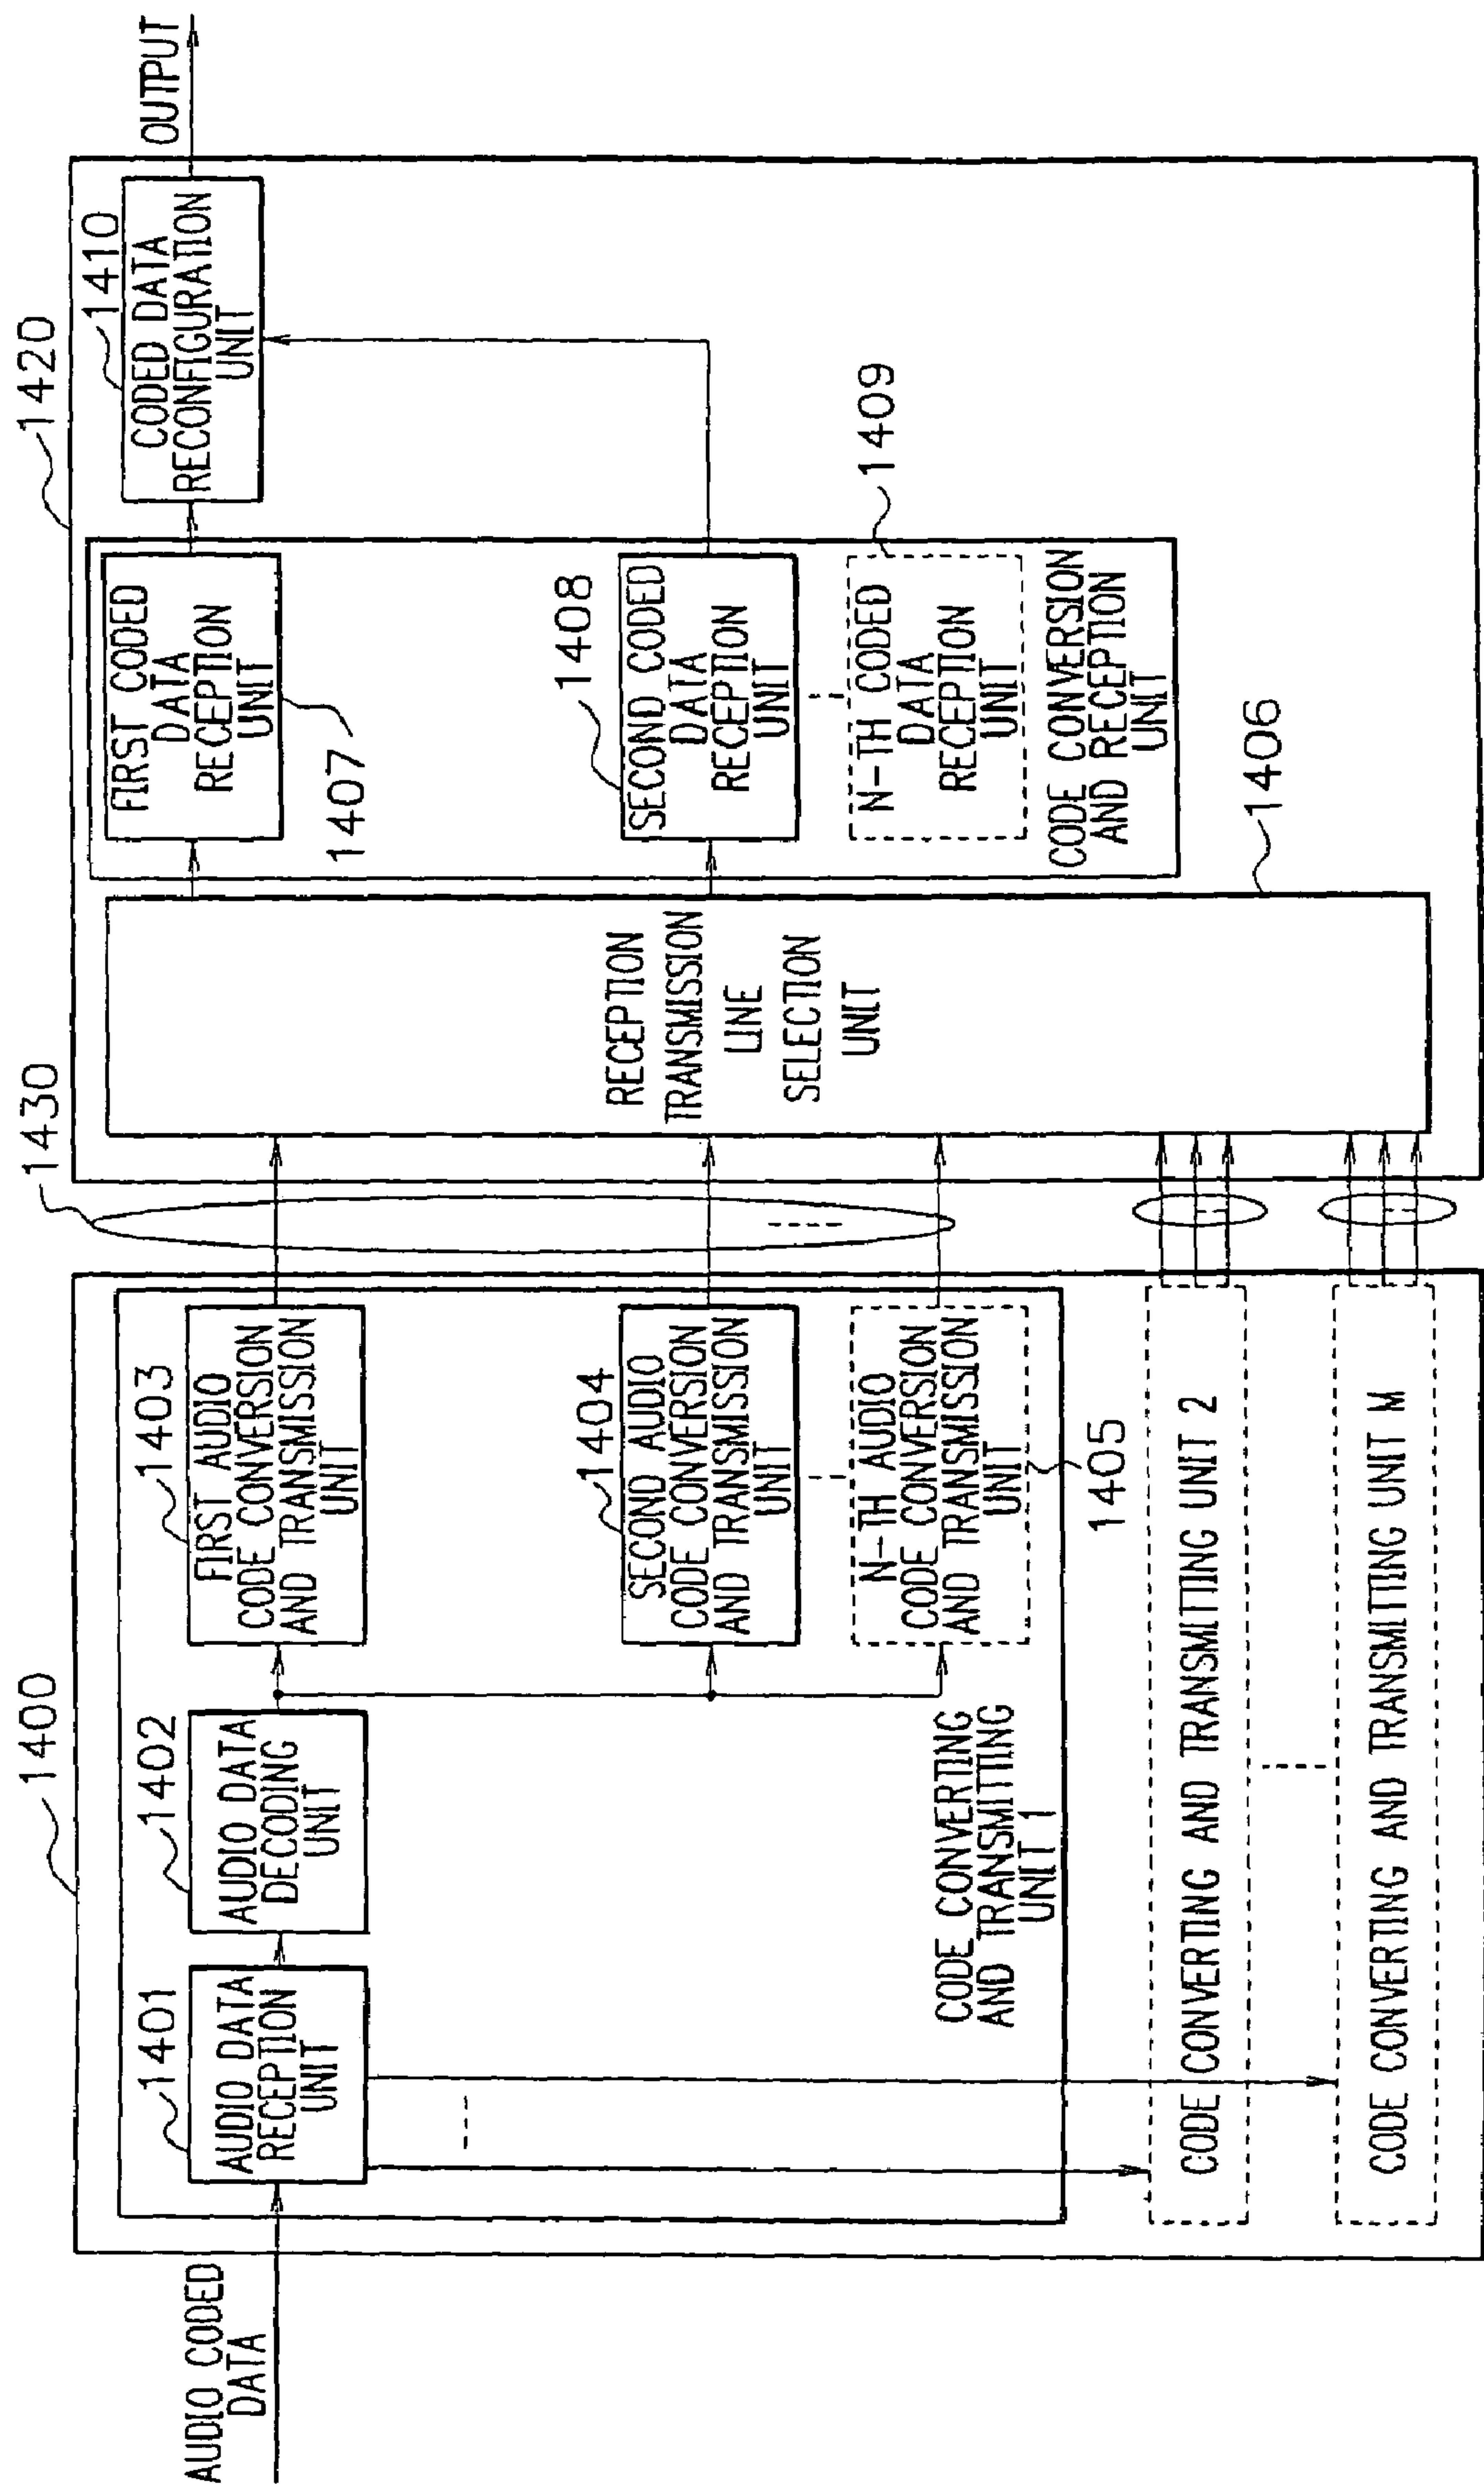 AUDIO CODED
DATA
1400
1401
AUDIO DATA
RECEPTION
UNIT
1402
AUDIO DATA
DECODING
UNIT
1403
FIRST AUDIO
CODE CONVERSION
AND TRANSMISSION
UNIT
1404
SECOND AUDIO
CODE CONVERSION
AND TRANSMISSION
UNIT
N-TH AUDIO
CODE CONVERSION
AND TRANSMISSION
UNIT
1405
CODE CONVERTING
AND TRANSMITTING
UNIT 1
CODE CONVERTING AND TRANSMITTING UNIT 2
CODE CONVERTING AND TRANSMITTING UNIT M
1430
1420
RECEPTION
TRANSMISSION
LINE
SELECTION
UNIT
1406
FIRST CODED
DATA
RECEPTION
UNIT
1407
1408
SECOND CODED
DATA
RECEPTION
UNIT
1409
N-TH CODED
DATA
RECEPTION
UNIT
CODE CONVERSION
AND RECEPTION
UNIT
1410
CODED DATA
RECONFIGURATION
UNIT
OUTPUT